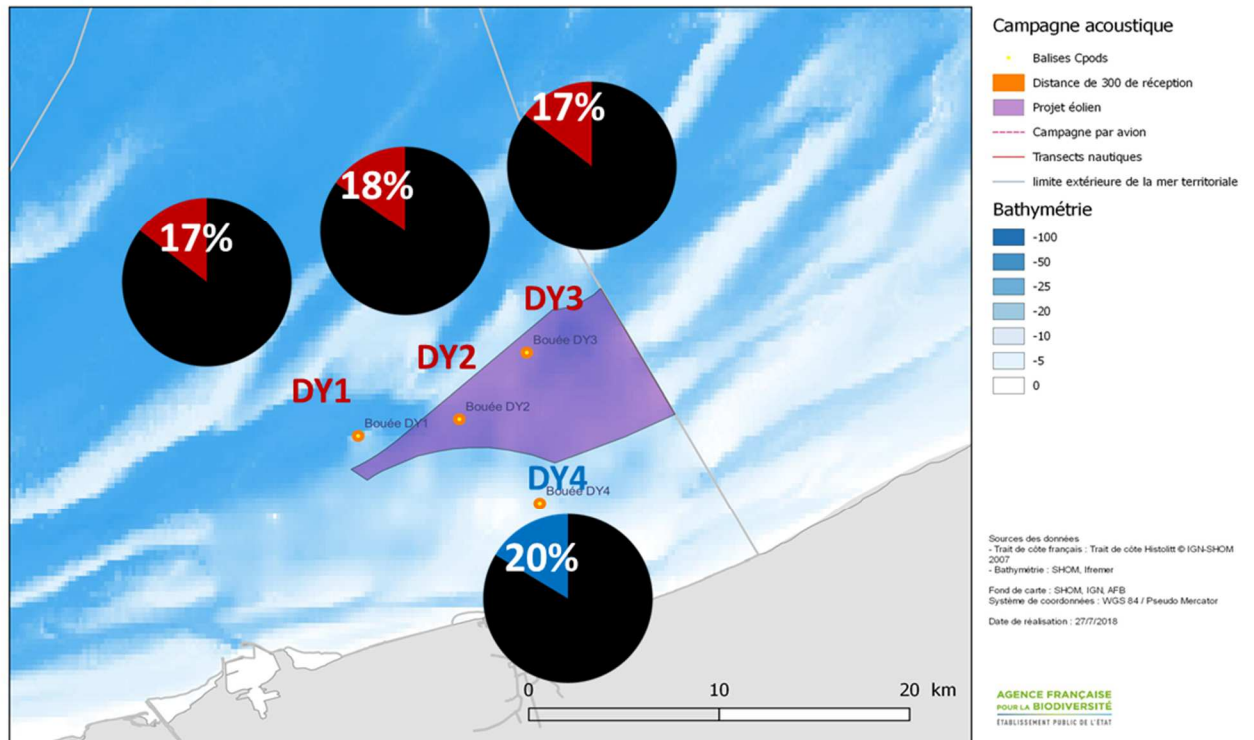 17%
18%
17%
DY3
Bouée DY3
DY2
Bouée DY2
DY1
Bouée DY1
DY4
Bouée DY4
20%
0 10 20 km
Campagne acoustique
Balises Cpods
Distance de 300 de réception
Projet éolien
Campagne par avion
Transects nautiques
limite extérieure de la mer territoriale
Bathymétrie
-100
-50
-25
-20
-10
-5
0
Sources des données
- Trait de côte français : Trait de côte Histolitt © IGN-SHOM
2007
- Bathymétrie : SHOM, Ifremer
Fond de carte : SHOM, IGN, AFB
Système de coordonnées : WGS 84 / Pseudo Mercator
Date de réalisation : 27/7/2018
AGENCE FRANÇAISE
POUR LA BIODIVERSITÉ
ÉTABLISSEMENT PUBLIC DE L'ÉTAT